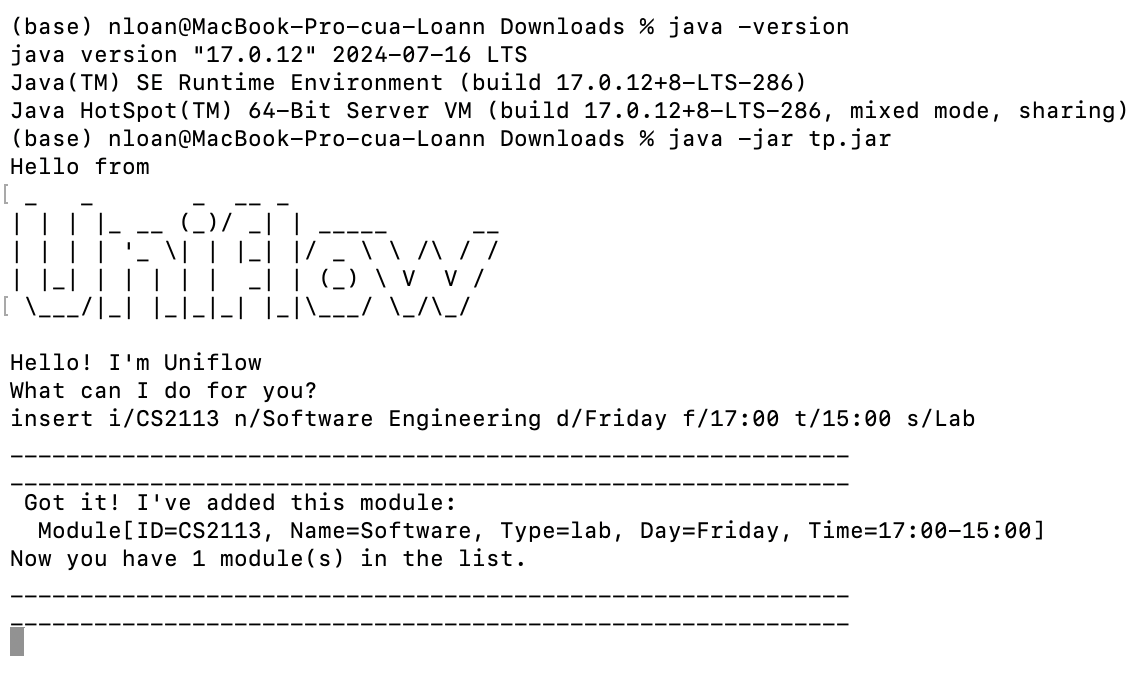 (base) nloan@MacBook-Pro-cua-Loann Downloads % java -version
java version "17.0.12" 2024-07-16 LTS
Java(TM) SE Runtime Environment (build 17.0.12+8-LTS-286)
Java HotSpot(TM) 64-Bit Server VM (build 17.0.12+8-LTS-286, mixed mode, sharing)
(base) nloan@MacBook-Pro-cua-Loann Downloads % java -jar tp.jar
Hello from
[ _   _       _  __ _
| | | |_ __ (_)/ _| | _____      __
| | | | '_ \| | |_| |/ _ \ \ /\ / /
| |_| | | | | |  _| | (_) \ V  V /
[ \___/|_| |_|_|_| |_|\___/ \_/\_/
Hello! I'm Uniflow
What can I do for you?
insert i/CS2113 n/Software Engineering d/Friday f/17:00 t/15:00 s/Lab
____________________________________________________________
____________________________________________________________
 Got it! I've added this module:
  Module[ID=CS2113, Name=Software, Type=lab, Day=Friday, Time=17:00-15:00]
Now you have 1 module(s) in the list.
____________________________________________________________
____________________________________________________________